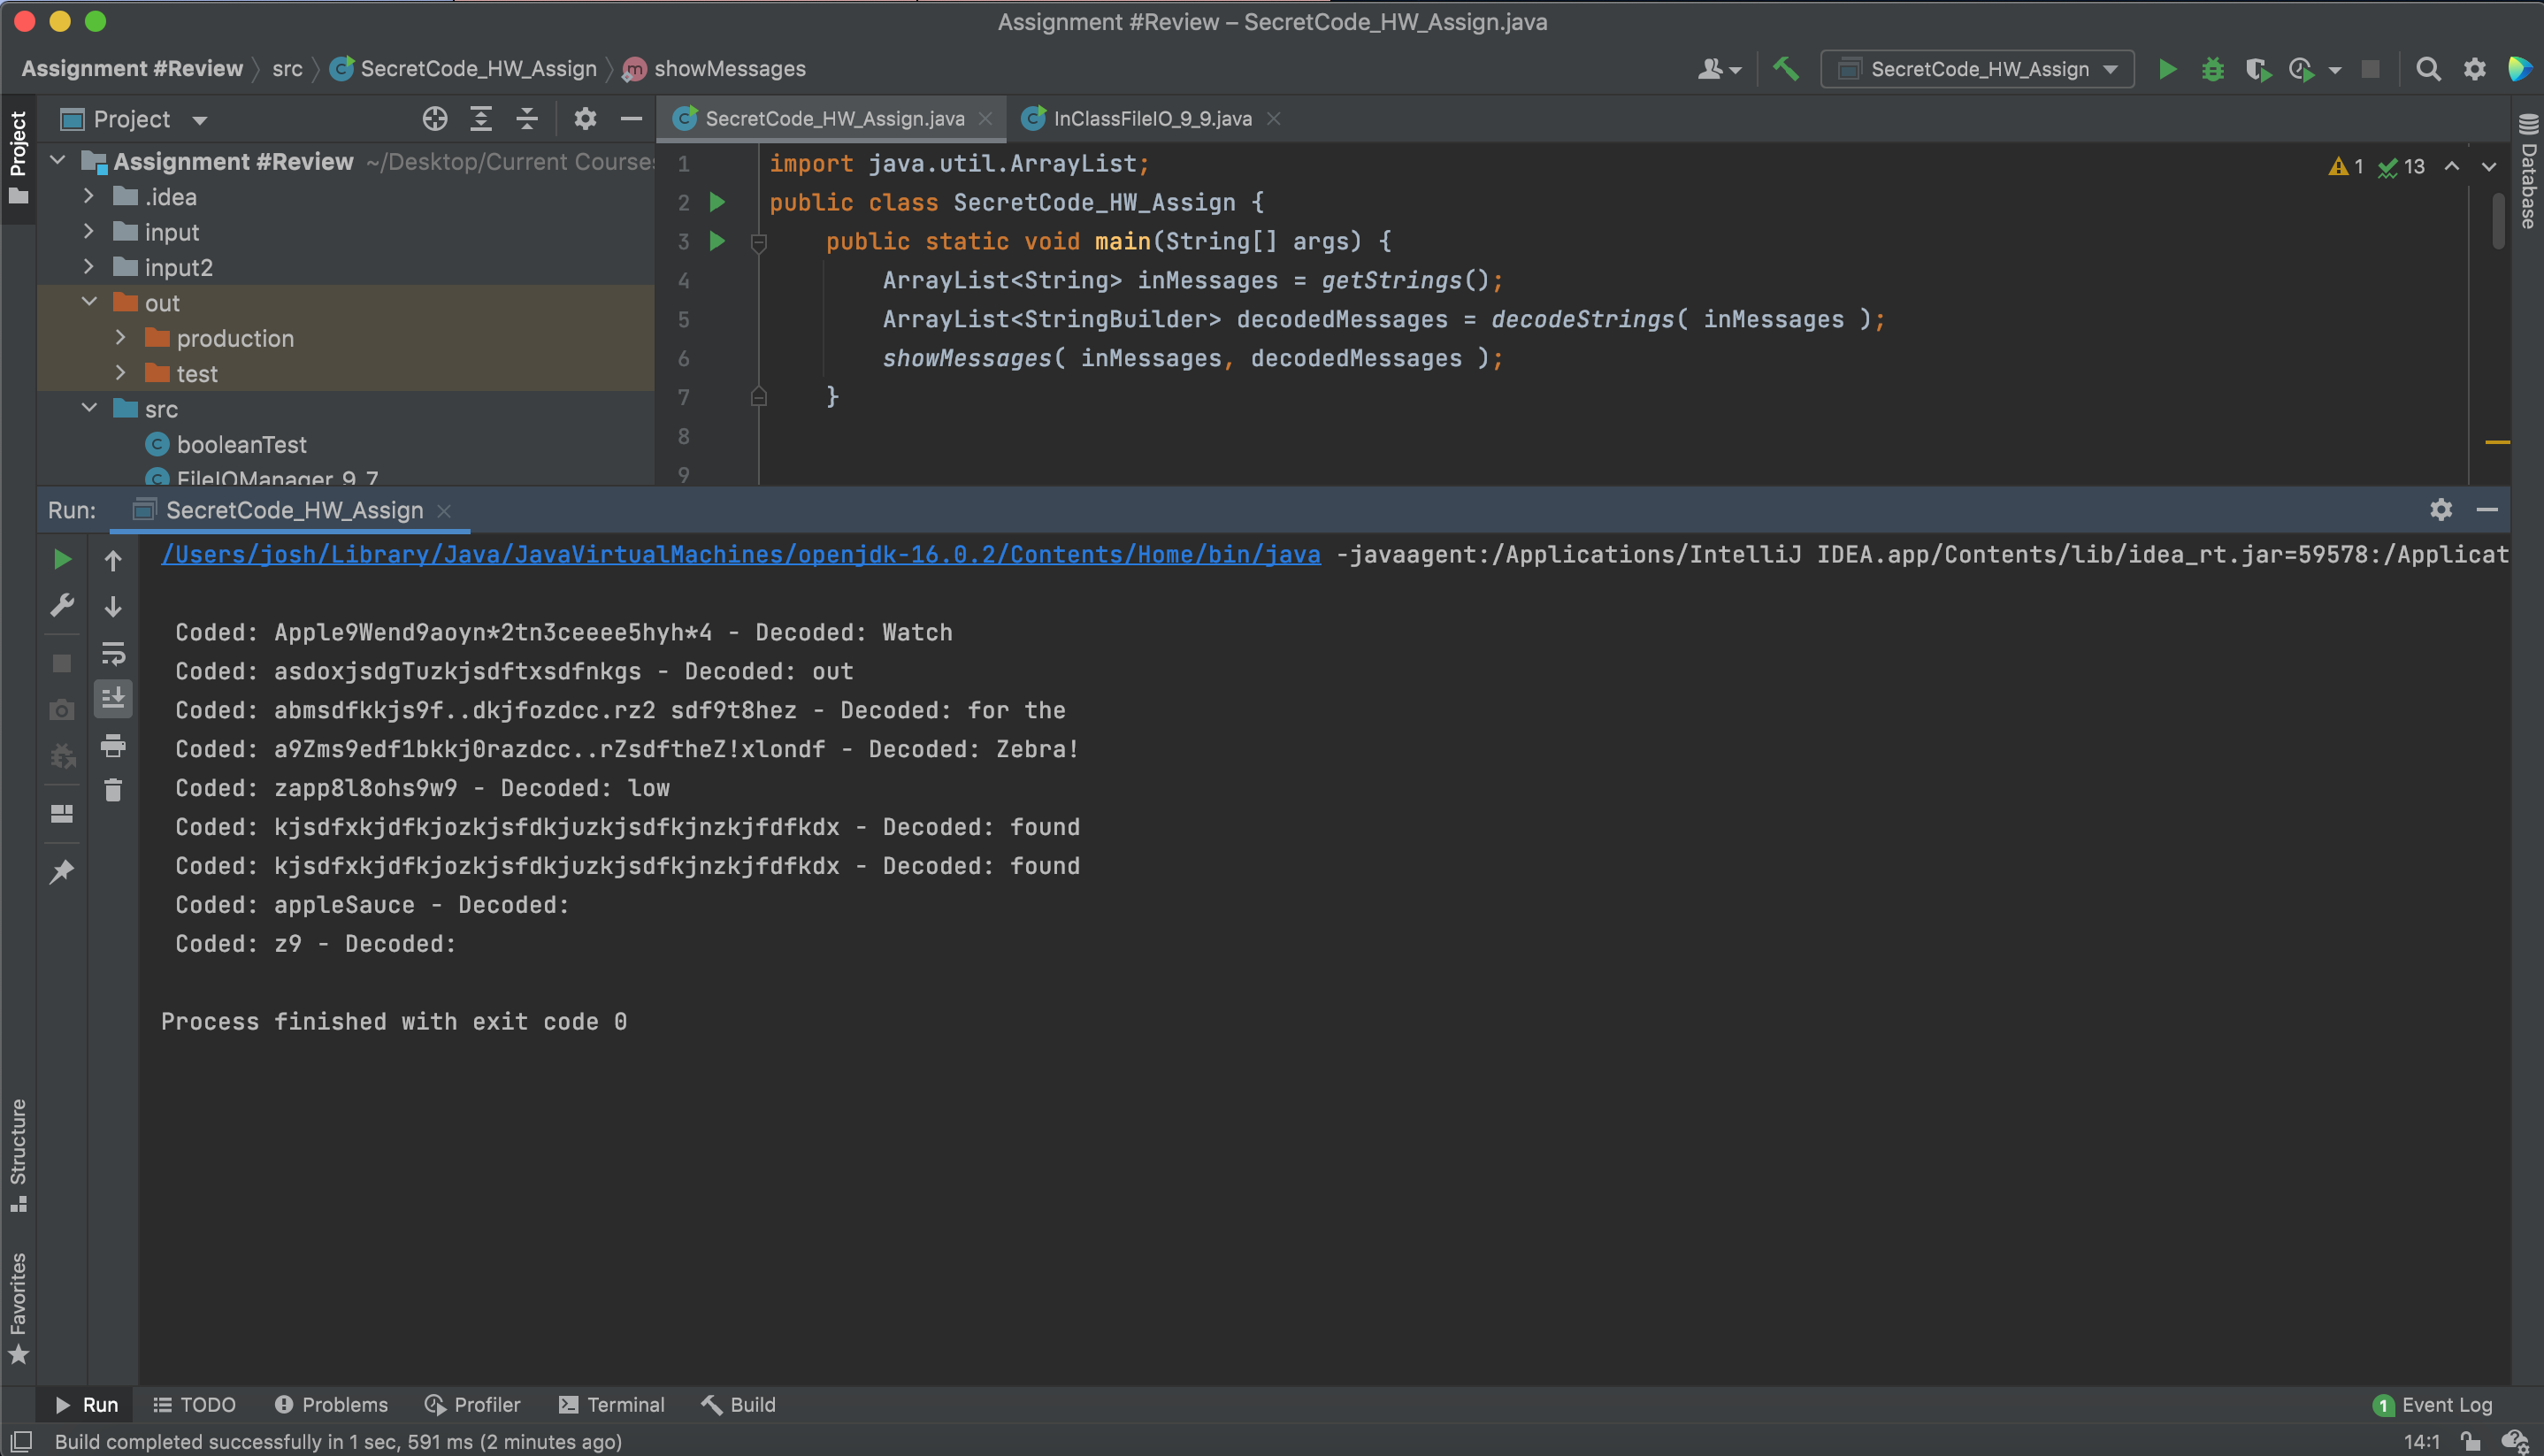 Assignment #Review – SecretCode_HW_Assign.java
Assignment #Review src SecretCode_HW_Assign m showMessages
SecretCode_HW_Assign
Project
Project
SecretCode_HW_Assign.java
InClassFileIO_9_9.java
Database
Assignment #Review ~/Desktop/Current Course
.idea
input
input2
out
production
test
src
booleanTest
FileIOManager_9_7
1 import java.util.ArrayList;
2 public class SecretCode_HW_Assign {
3 public static void main(String[] args) {
4 ArrayList<String> inMessages = getStrings();
5 ArrayList<StringBuilder> decodedMessages = decodeStrings( inMessages );
6 showMessages( inMessages, decodedMessages );
7 }
8
9
1 13
Run: SecretCode_HW_Assign
/Users/josh/Library/Java/JavaVirtualMachines/openjdk-16.0.2/Contents/Home/bin/java -javaagent:/Applications/IntelliJ IDEA.app/Contents/lib/idea_rt.jar=59578:/Applicat
Coded: Apple9Wend9aoyn*2tn3ceeee5hyh*4 - Decoded: Watch
Coded: asdoxjsdgTuzkjsdftxsdfnkgs - Decoded: out
Coded: abmsdfkkjs9f..dkjfozdcc.rz2 sdf9t8hez - Decoded: for the
Coded: a9Zms9edf1bkkj0razdcc..rZsdftheZ!xlondf - Decoded: Zebra!
Coded: zapp8l8ohs9w9 - Decoded: low
Coded: kjsdfxkjdfkjozkjsfdkjuzkjsdfkjnzkjfdfkdx - Decoded: found
Coded: kjsdfxkjdfkjozkjsfdkjuzkjsdfkjnzkjfdfkdx - Decoded: found
Coded: appleSauce - Decoded:
Coded: z9 - Decoded:
Process finished with exit code 0
Structure
Favorites
Run TODO Problems Profiler Terminal Build
1 Event Log
Build completed successfully in 1 sec, 591 ms (2 minutes ago)
14:1